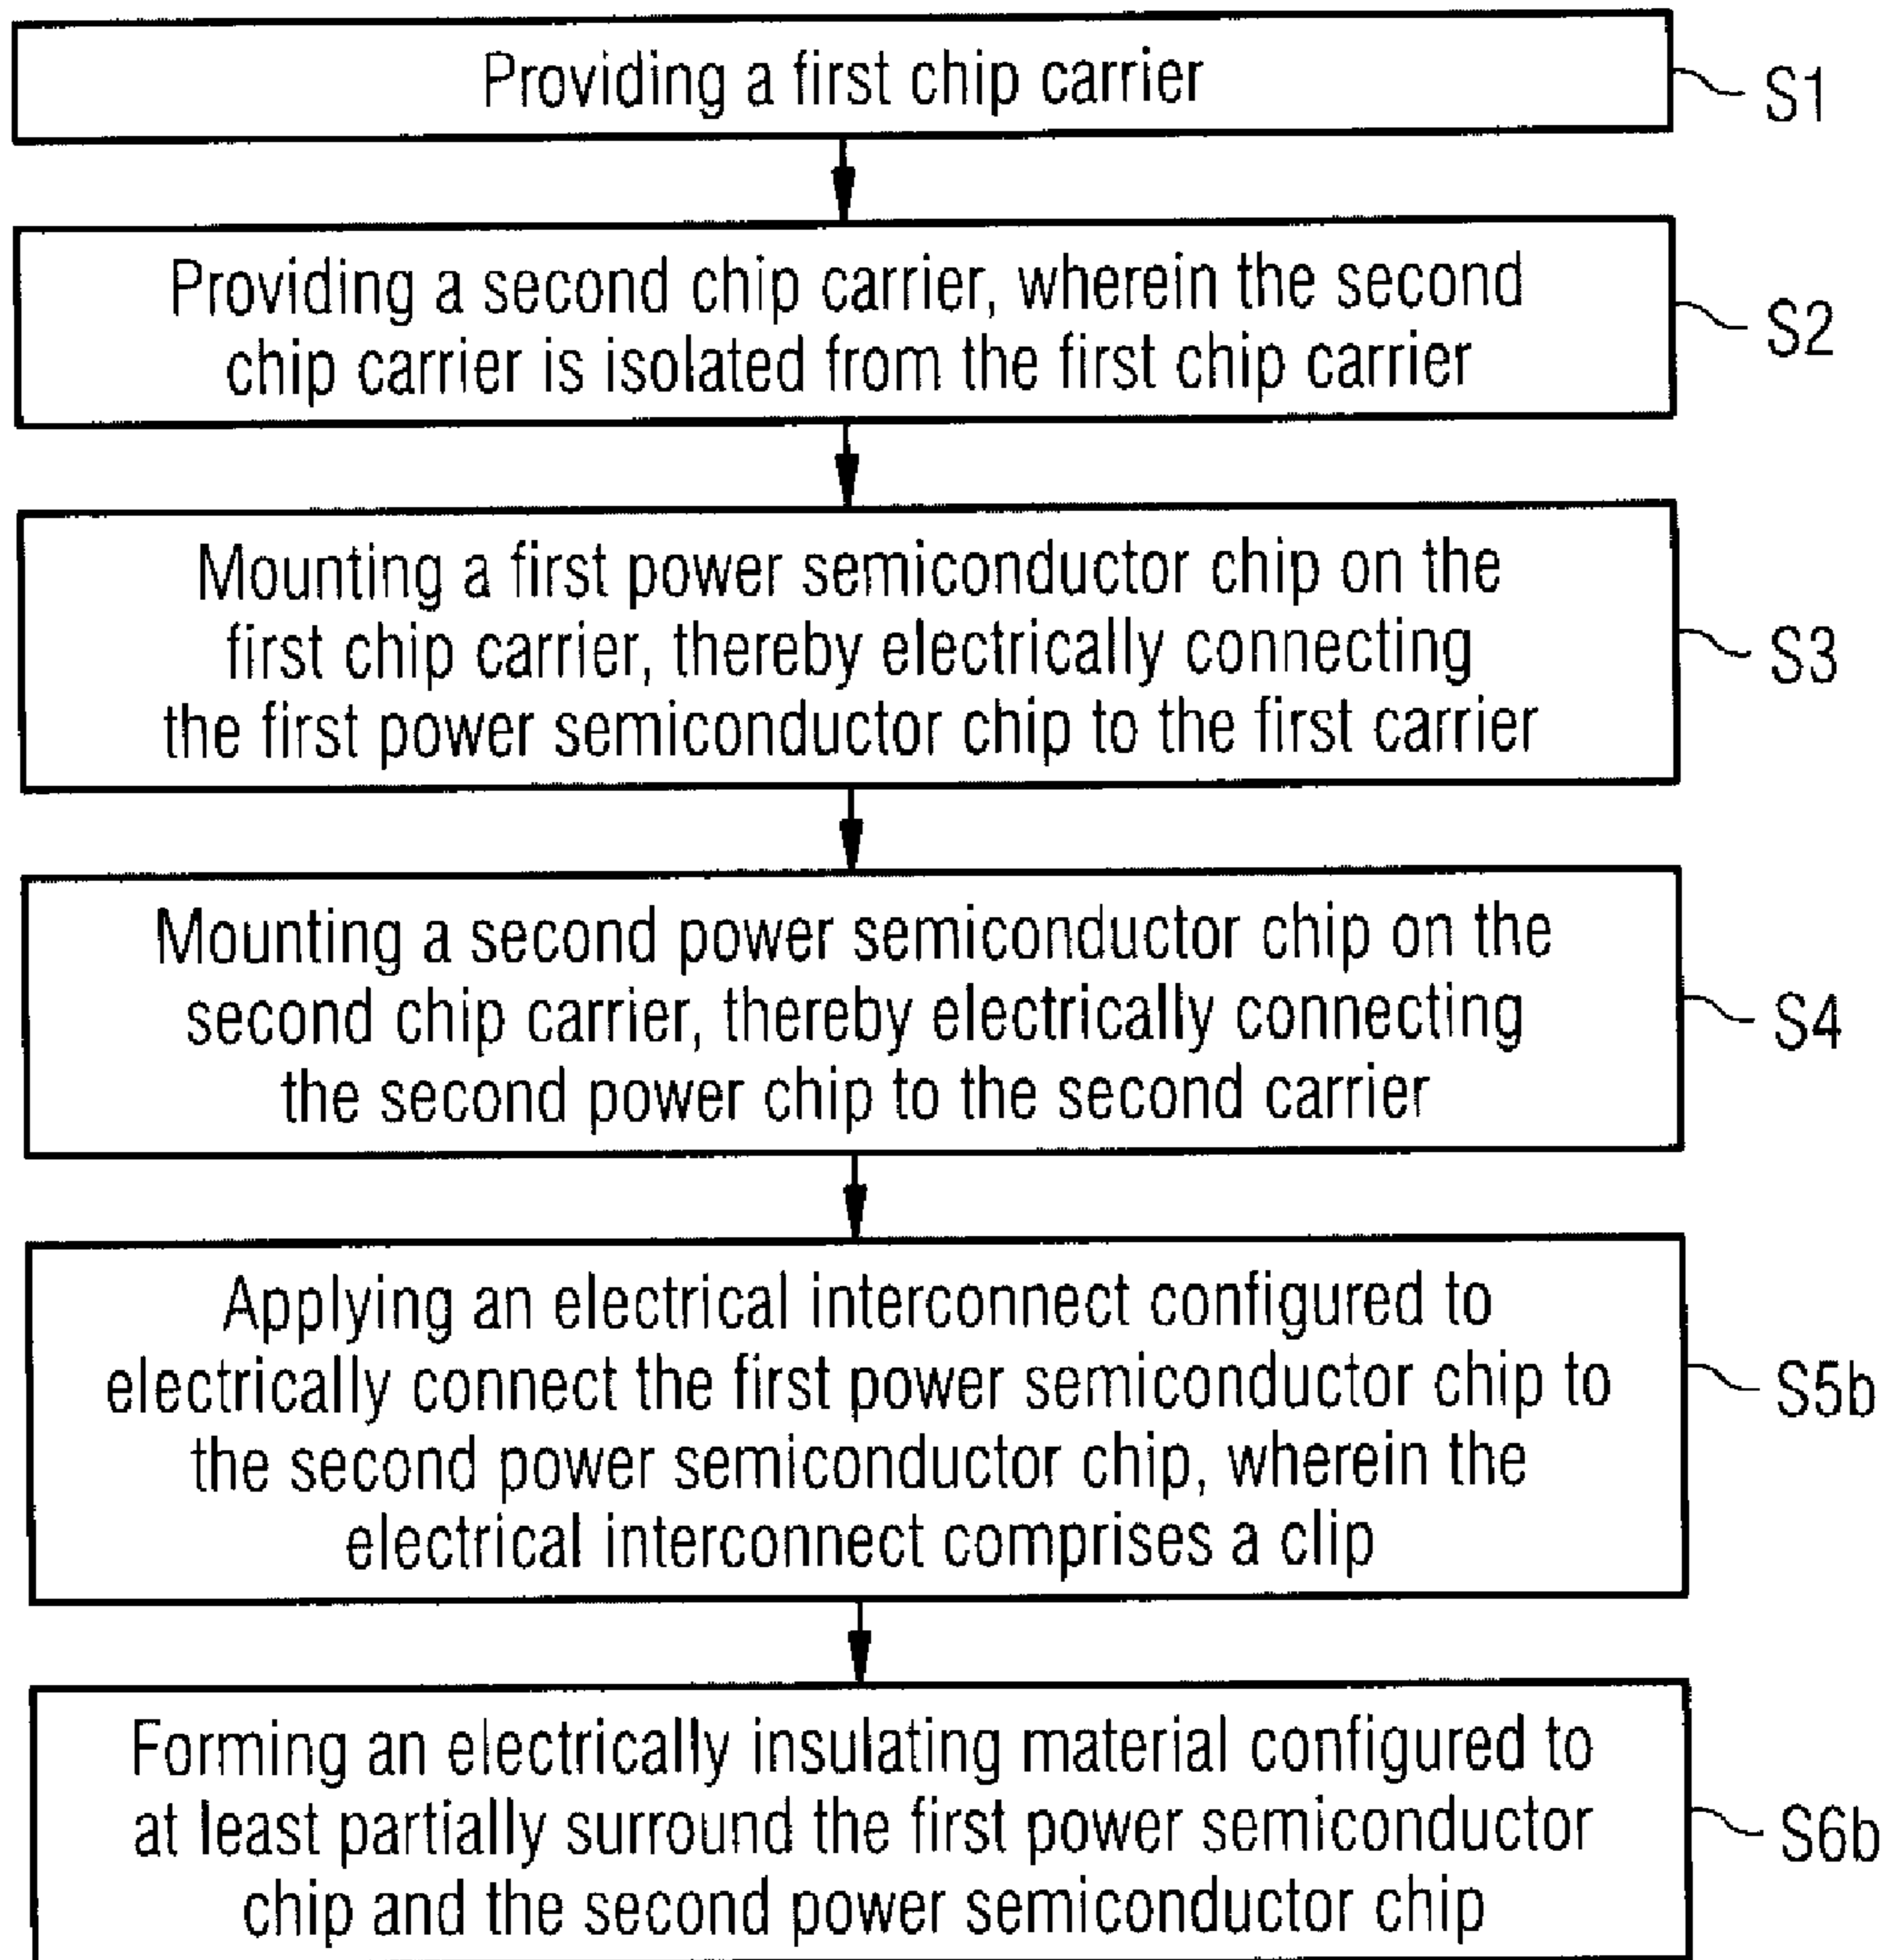 Providing a first chip carrier
S1
Providing a second chip carrier, wherein the second
chip carrier is isolated from the first chip carrier
S2
Mounting a first power semiconductor chip on the
first chip carrier, thereby electrically connecting
the first power semiconductor chip to the first carrier
S3
Mounting a second power semiconductor chip on the
second chip carrier, thereby electrically connecting
the second power chip to the second carrier
S4
Applying an electrical interconnect configured to
electrically connect the first power semiconductor chip to
the second power semiconductor chip, wherein the
electrical interconnect comprises a clip
S5b
Forming an electrically insulating material configured to
at least partially surround the first power semiconductor
chip and the second power semiconductor chip
S6b